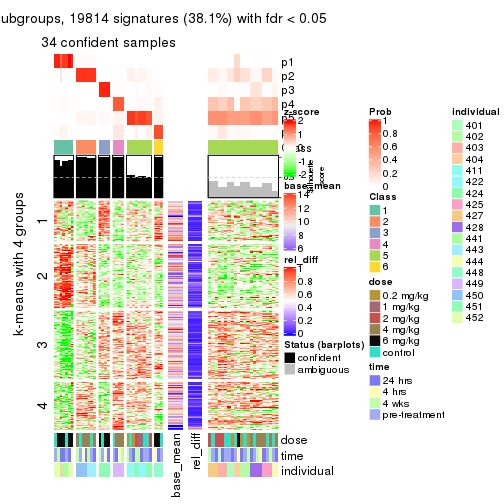 ubgroups, 19814 signatures (38.1%) with fdr < 0.05
34 confident samples
p1
p2
p3
p4
p5
z-score
2
1
0
-1
-2
Silhouette
score
base_mean
14
12
10
8
6
rel_diff
1
0.8
0.6
0.4
0.2
0
Status (barplots)
confident
ambiguous
k-means with 4 groups
1
2
3
4
dose
time
individual
base_mean
rel_diff
Prob
1
0.8
0.6
0.4
0.2
0
Class
1
2
3
4
5
6
dose
0.2 mg/kg
1 mg/kg
2 mg/kg
4 mg/kg
6 mg/kg
control
time
24 hrs
4 hrs
4 wks
pre-treatment
individual
401
402
403
404
411
422
424
425
427
428
441
443
444
448
449
450
451
452